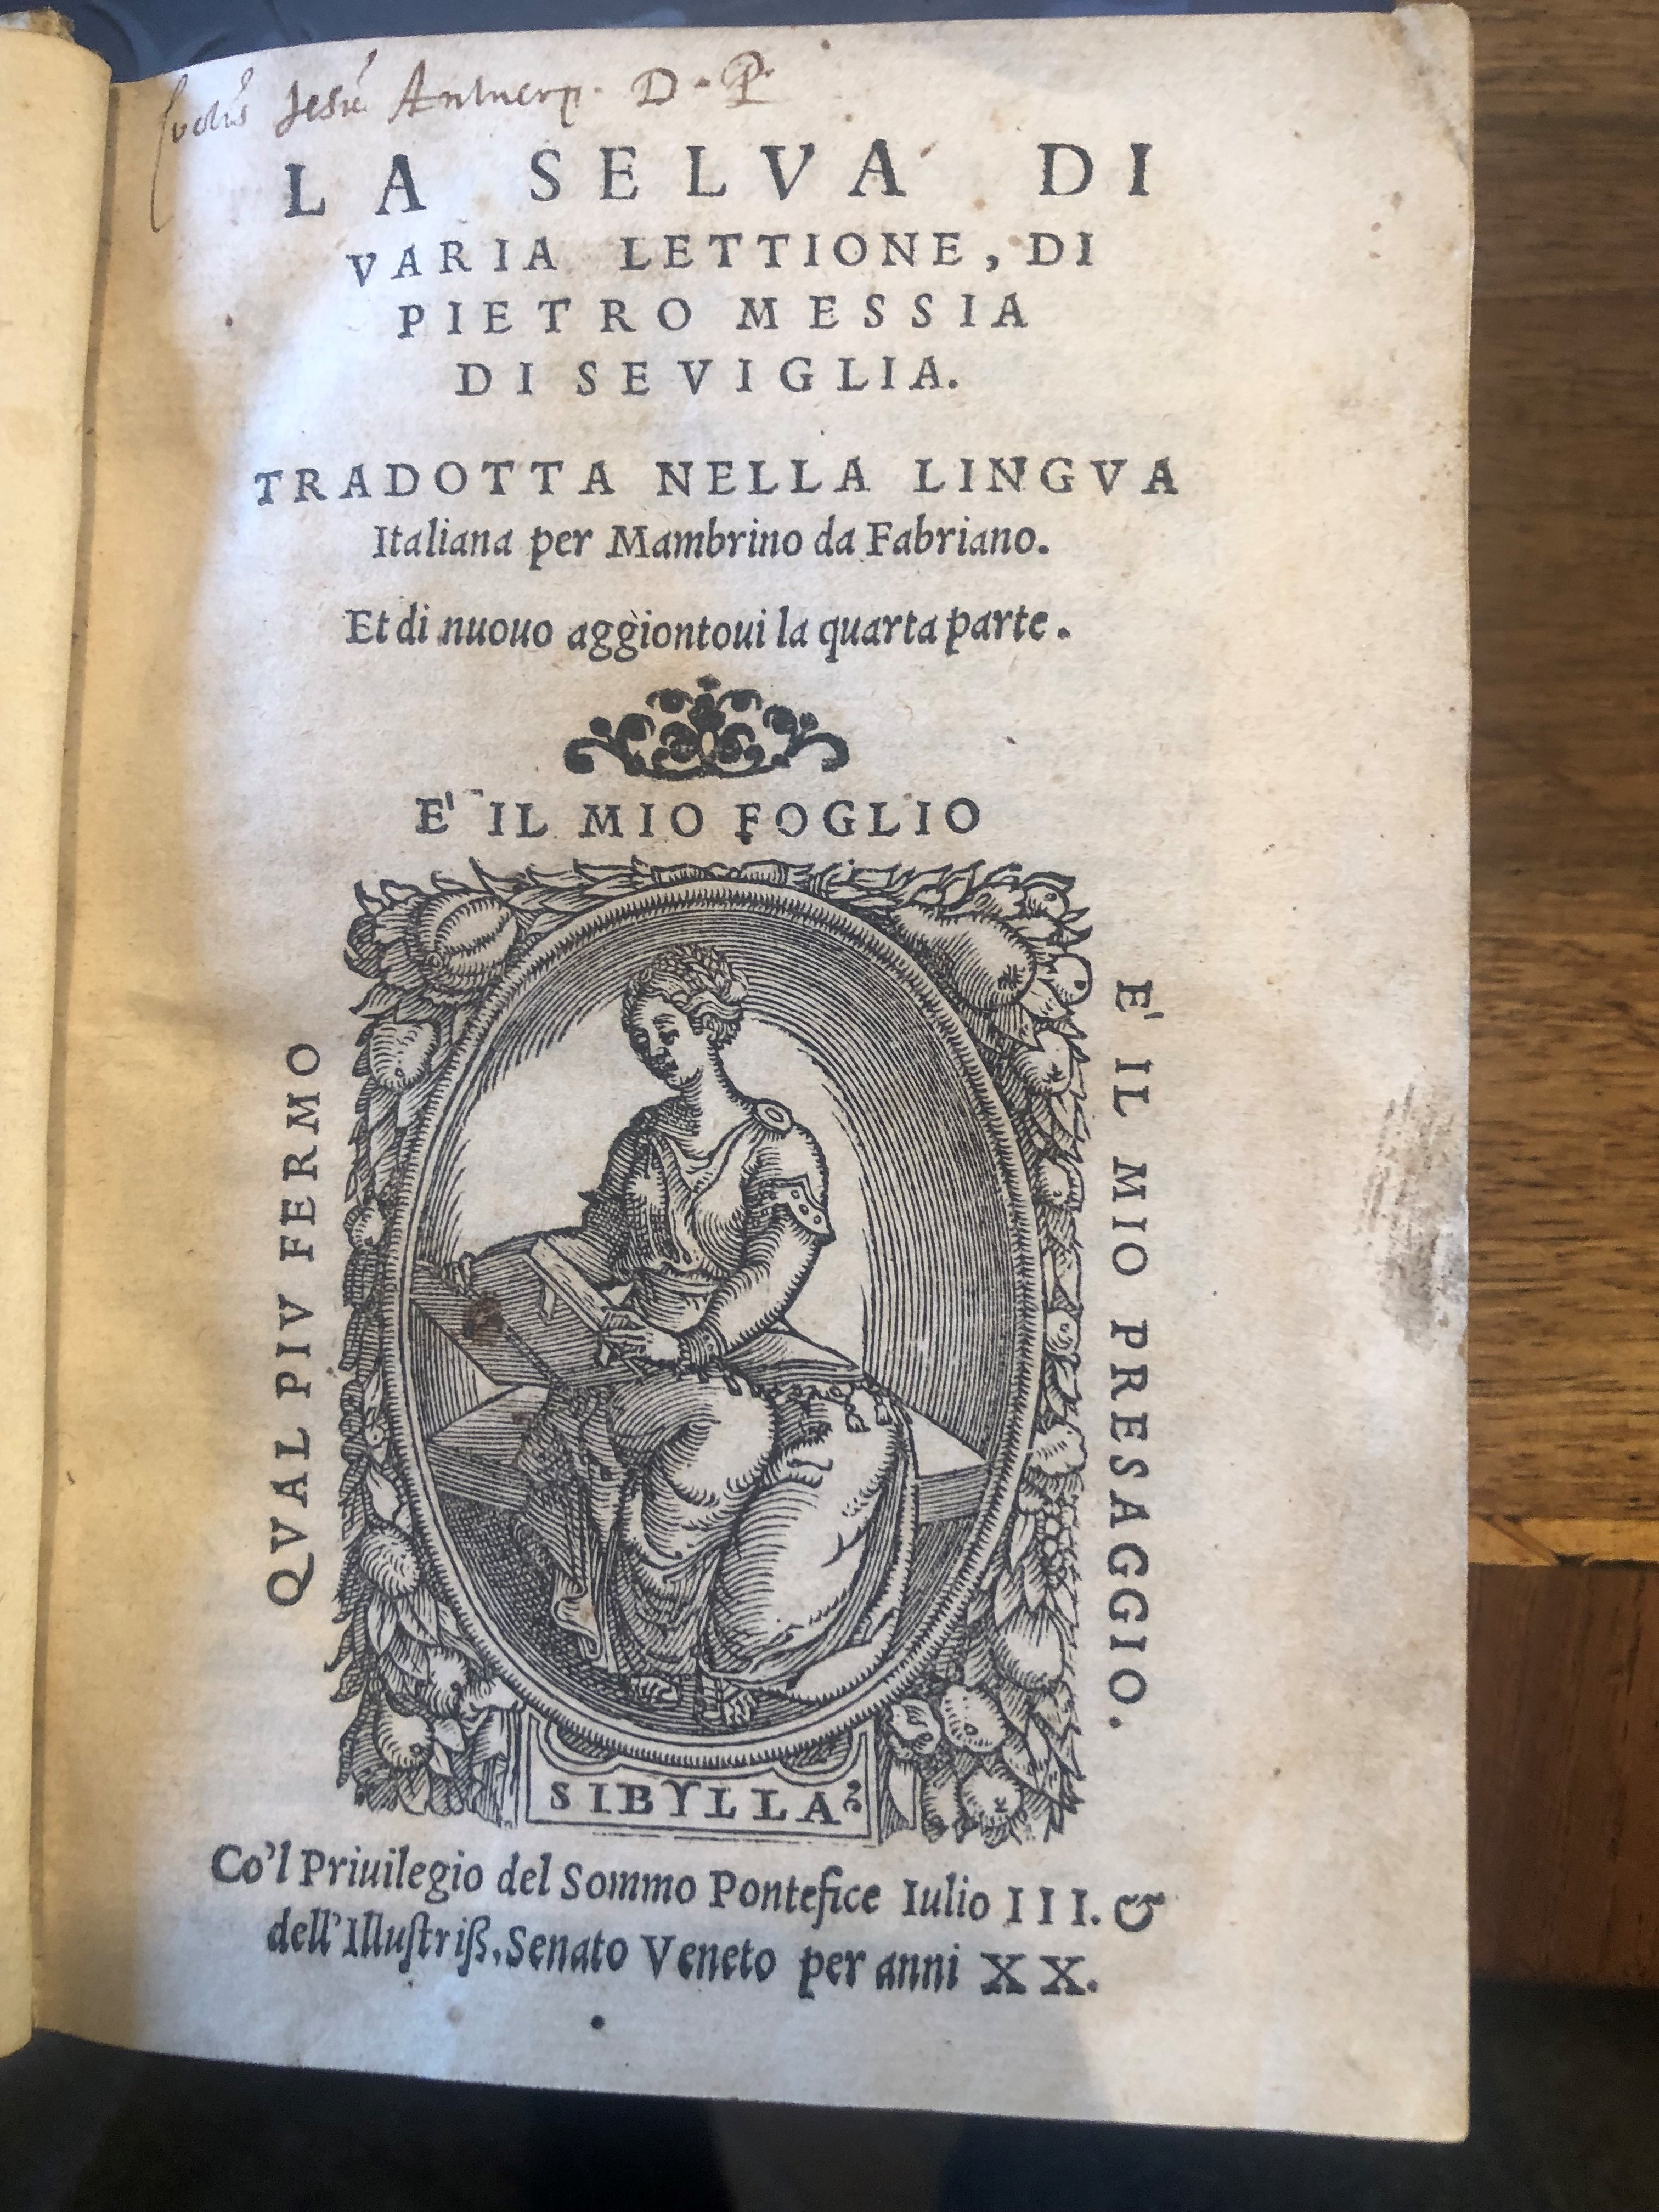 Socts Jesu Antuerp. D. P.
LA SELVA DI
VARIA LETTIONE, DI
PIETRO MESSIA
DI SEVIGLIA.
TRADOTTA NELLA LINGVA
Italiana per Mambrino da Fabriano.
Et di nuouo aggiontoui la quarta parte.
E' IL MIO FOGLIO
QVAL PIV FERMO
E' IL MIO PRESAGGIO.
SIBYLLA
Co'l Priuilegio del Sommo Pontefice Iulio III. &
dell'Illustriß. Senato Veneto per anni XX.